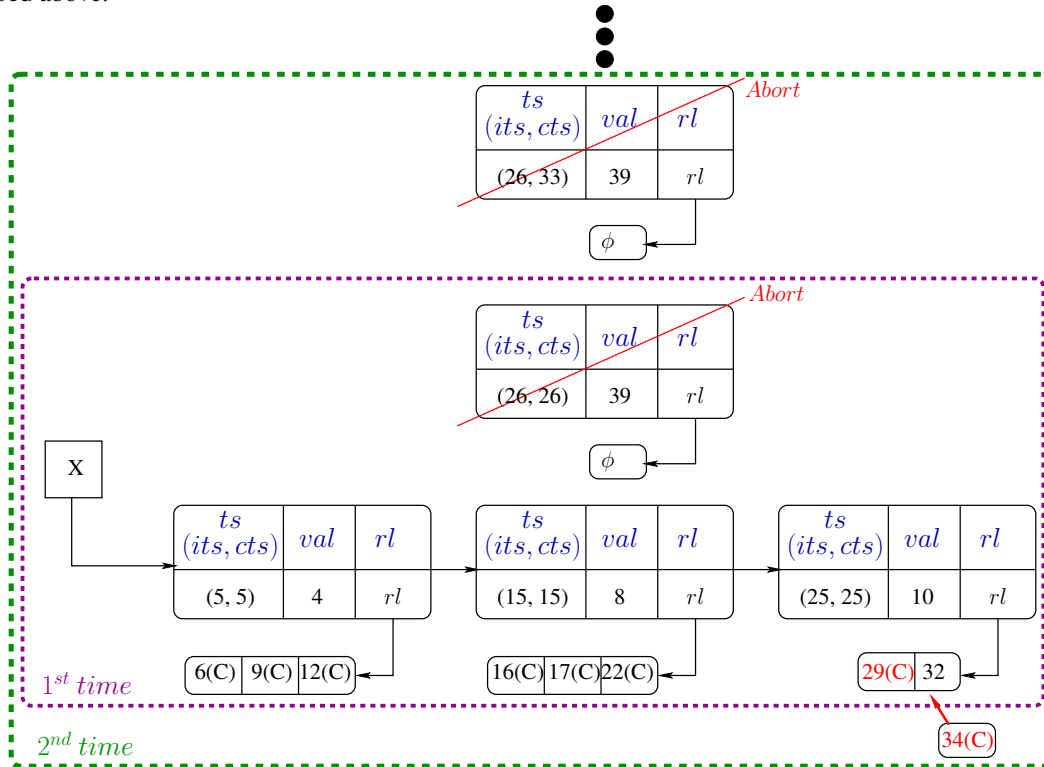 ts
(its, cts) val rl
Abort
(26, 33) 39 rl
ϕ
ts
(its, cts) val rl
Abort
(26, 26) 39 rl
ϕ
X
ts
(its, cts) val rl
(5, 5) 4 rl
6(C) 9(C) 12(C)
ts
(its, cts) val rl
(15, 15) 8 rl
16(C) 17(C) 22(C)
ts
(its, cts) val rl
(25, 25) 10 rl
29(C) 32
34(C)
1st time
2nd time